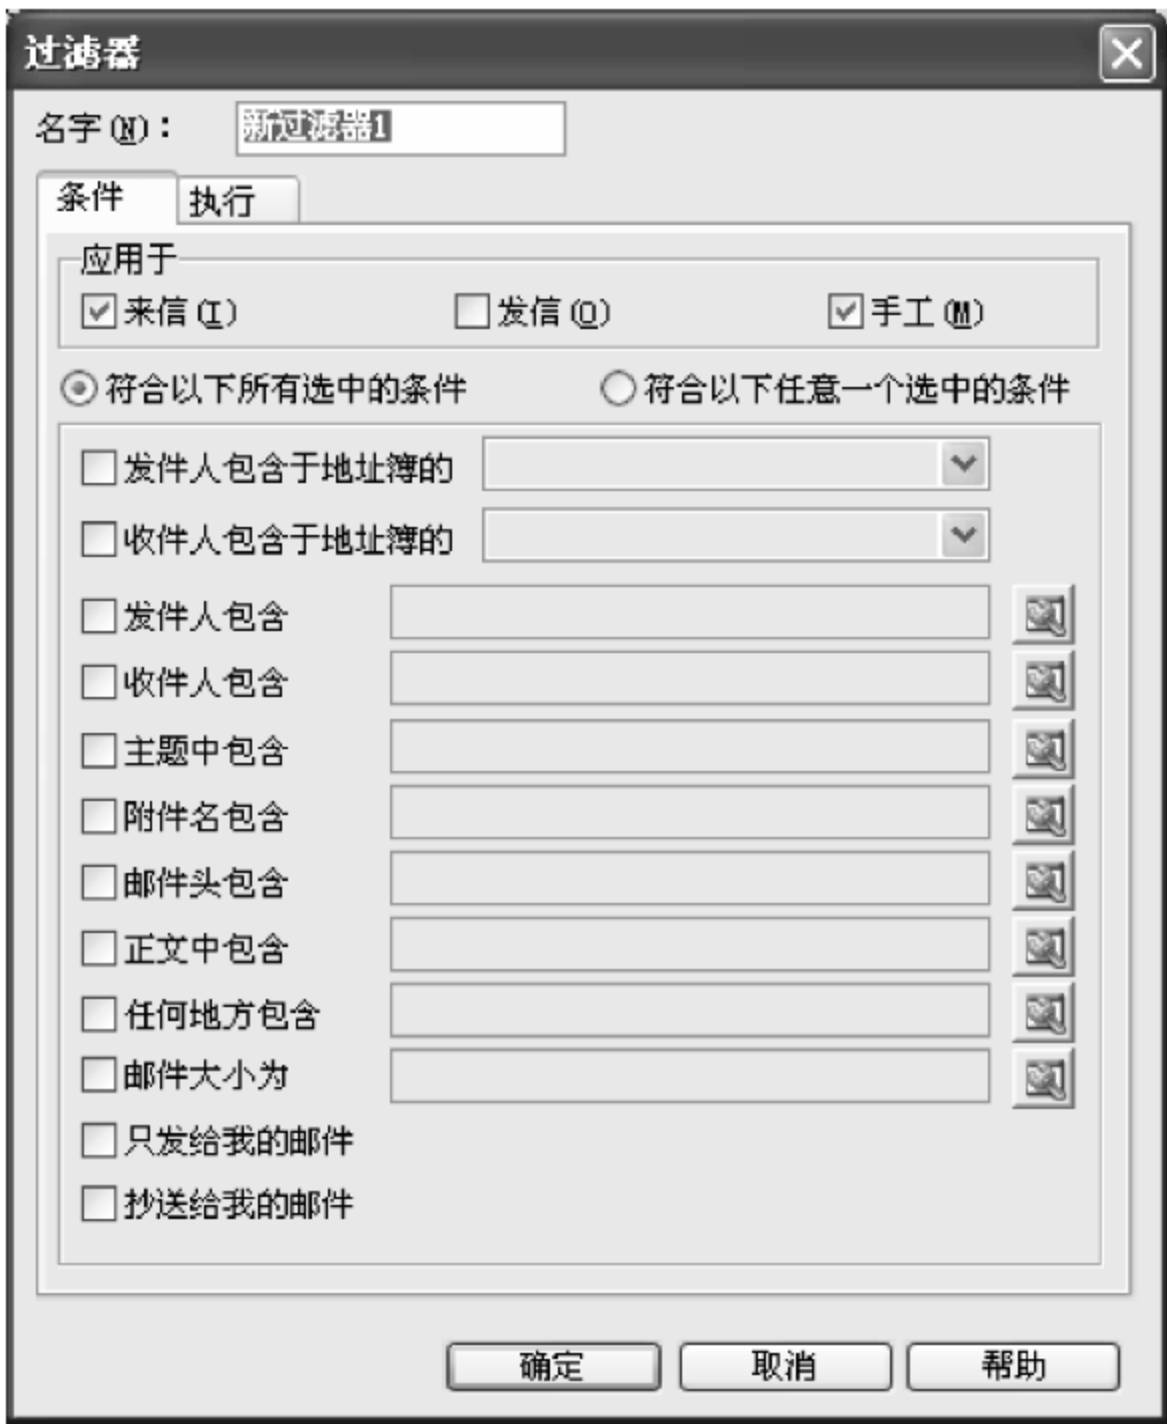 过滤器
名字(N)：新过滤器1
条件 执行
应用于
来信(I) 发信(O) 手工(M)
符合以下所有选中的条件 符合以下任意一个选中的条件
发件人包含于地址簿的
收件人包含于地址簿的
发件人包含
收件人包含
主题中包含
附件名包含
邮件头包含
正文中包含
任何地方包含
邮件大小为
只发给我的邮件
抄送给我的邮件
确定 取消 帮助